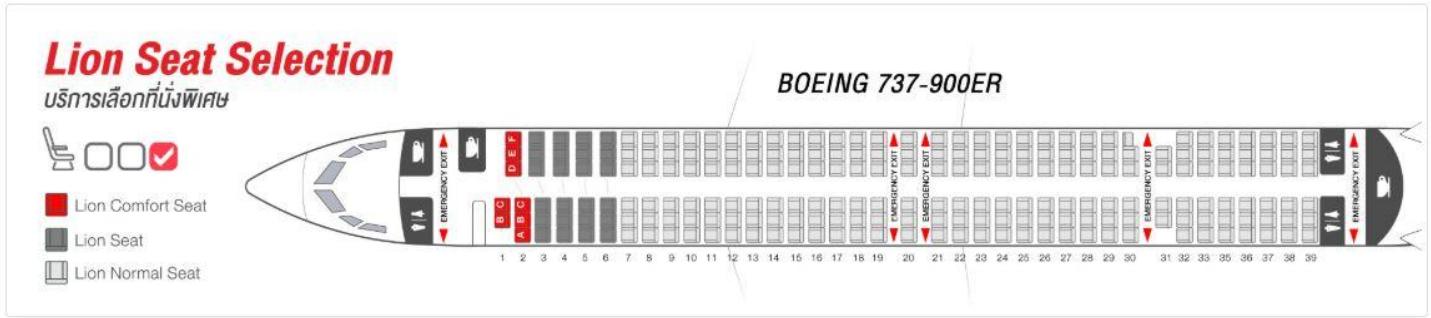 Lion Seat Selection
บริการเลือกที่นั่งพิเศษ
BOEING 737-900ER
Lion Comfort Seat
Lion Seat
Lion Normal Seat
D E F
B C
A B C
EMERGENCY EXIT
EMERGENCY EXIT
EMERGENCY EXIT
EMERGENCY EXIT
EMERGENCY EXIT
1 2 3 4 5 6 7 8 9 10 11 12 13 14 15 16 17 18 19 20 21 22 23 24 25 26 27 28 29 30 31 32 33 35 36 37 38 39